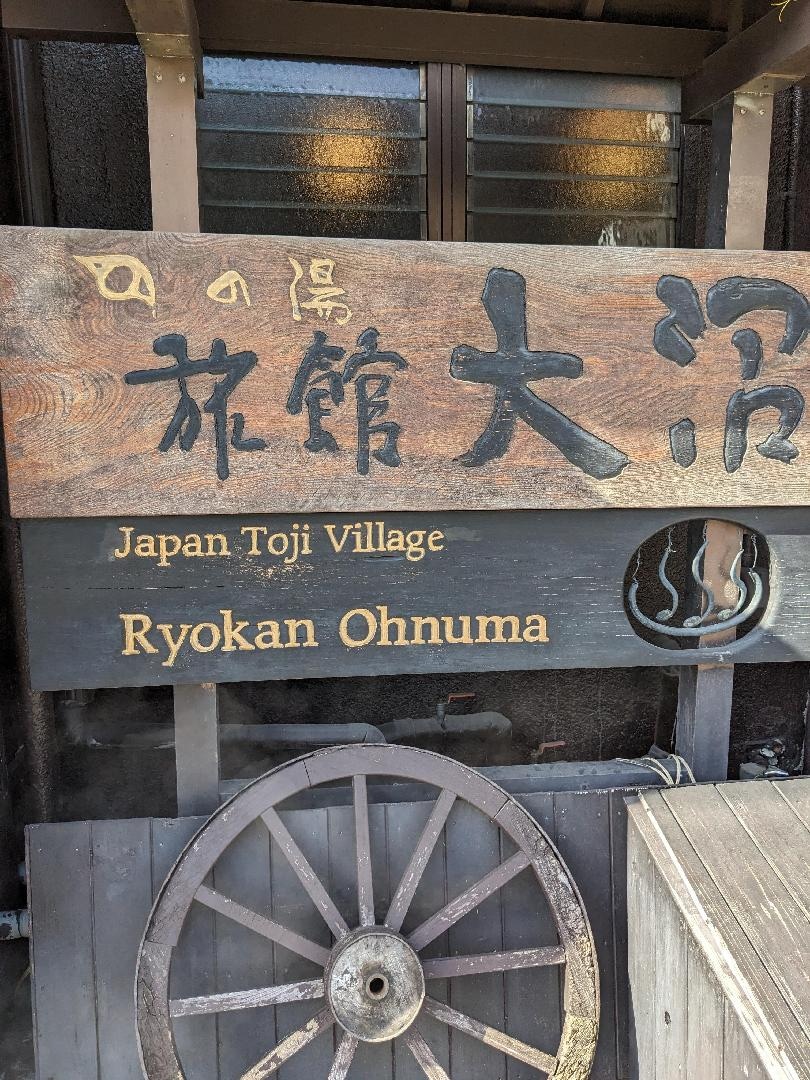 の湯
旅館 大沼
Japan Toji Village
Ryokan Ohnuma